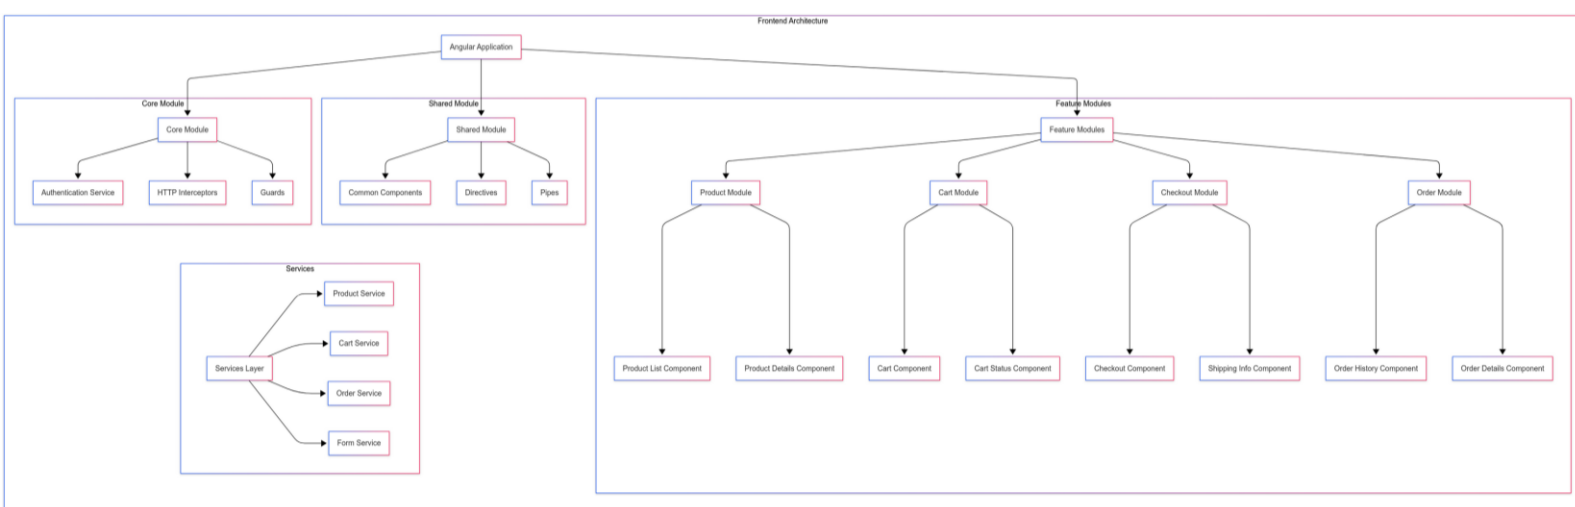 Frontend Architecture
Angular Application
Core Module
Shared Module
Feature Modules
Core Module
Shared Module
Feature Modules
Authentication Service
HTTP Interceptors
Guards
Common Components
Directives
Pipes
Product Module
Cart Module
Checkout Module
Order Module
Services
Product Service
Cart Service
Services Layer
Order Service
Form Service
Product List Component
Product Details Component
Cart Component
Cart Status Component
Checkout Component
Shipping Info Component
Order History Component
Order Details Component